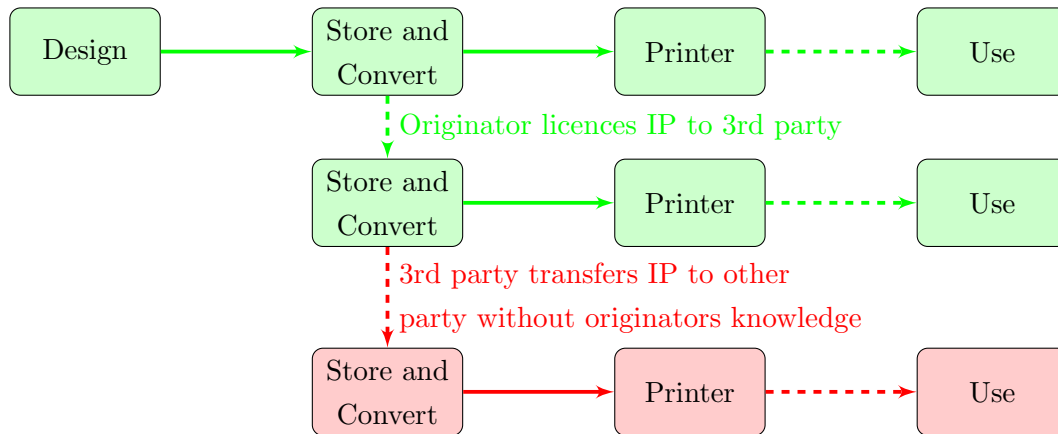 Design
Store and
Convert
Printer
Use
Originator licences IP to 3rd party
Store and
Convert
Printer
Use
3rd party transfers IP to other
party without originators knowledge
Store and
Convert
Printer
Use